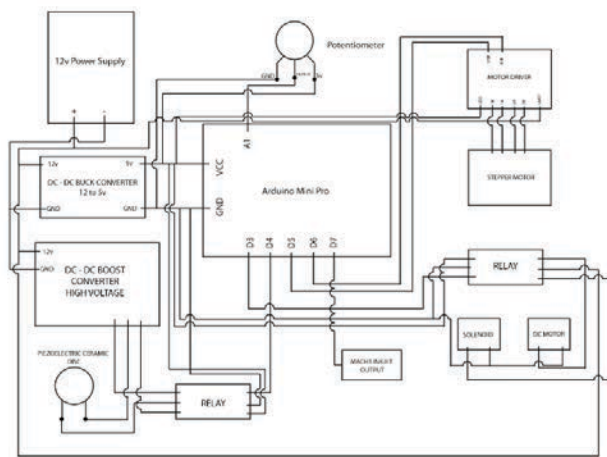 Potentiometer
12v Power Supply
GND
5v
MOTOR DRIVER
A1
12v
5v
VCC
DC - DC BUCK CONVERTER
12 to 5v
Arduino Mini Pro
STEPPER MOTOR
GND
GND
GND
D3
D4
D5
D6
D7
12v
GND
DC - DC BOOST
CONVERTER
HIGH VOLTAGE
RELAY
SOLENOID
DC MOTOR
PIEZOELECTRIC CERAMIC
DISC
OUTPUT
RELAY